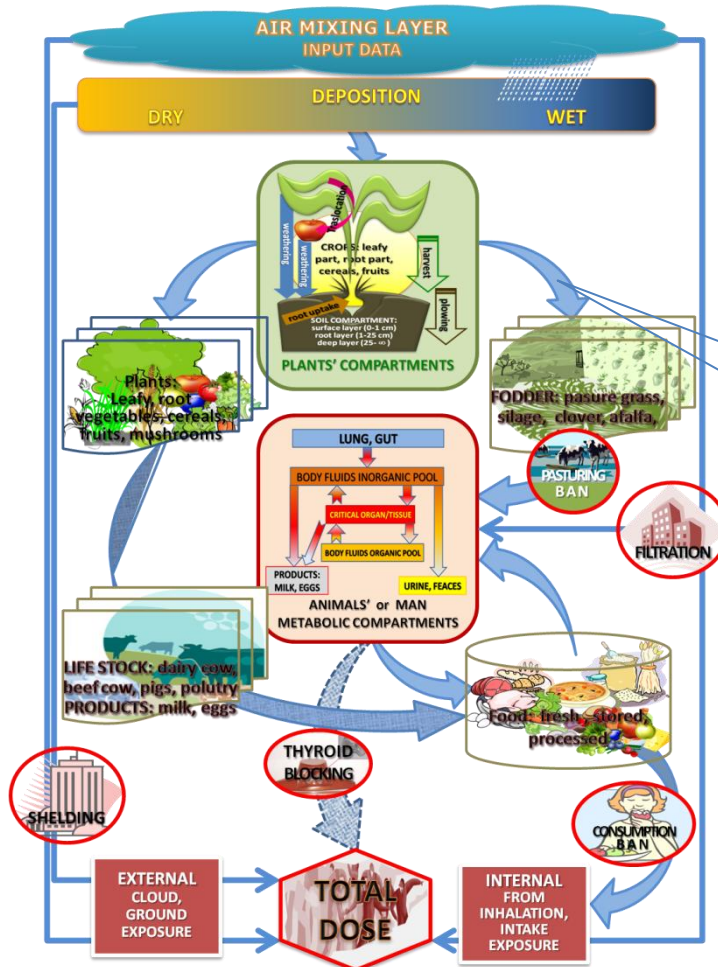 AIR MIXING LAYER
INPUT DATA
DEPOSITION
DRY
WET
traslocation
weathering
weathering
CROPS: leafy
part, root part,
cereals, fruits
harvest
plowing
root uptake
SOIL COMPARTMENT:
surface layer (0-1 cm)
root layer (1-25 cm)
deep layer (25- ∞)
PLANTS' COMPARTMENTS
Plants:
Leafy, root
vegetables, cereals,
fruits, mushrooms
FODDER: pasure grass,
silage, clover, afalfa,
PASTURING
BAN
LUNG, GUT
BODY FLUIDS INORGANIC POOL
CRITICAL ORGAN/TISSUE
BODY FLUIDS ORGANIC POOL
PRODUCTS:
MILK, EGGS
URINE, FEACES
ANIMALS' or MAN
METABOLIC COMPARTMENTS
FILTRATION
LIFE STOCK: dairy cow,
beef cow, pigs, polutry
PRODUCTS: milk, eggs
Food: fresh, stored,
processed
THYROID
BLOCKING
SHELDING
CONSUMPTION
BAN
EXTERNAL
CLOUD,
GROUND
EXPOSURE
TOTAL
DOSE
INTERNAL
FROM
INHALATION,
INTAKE
EXPOSURE